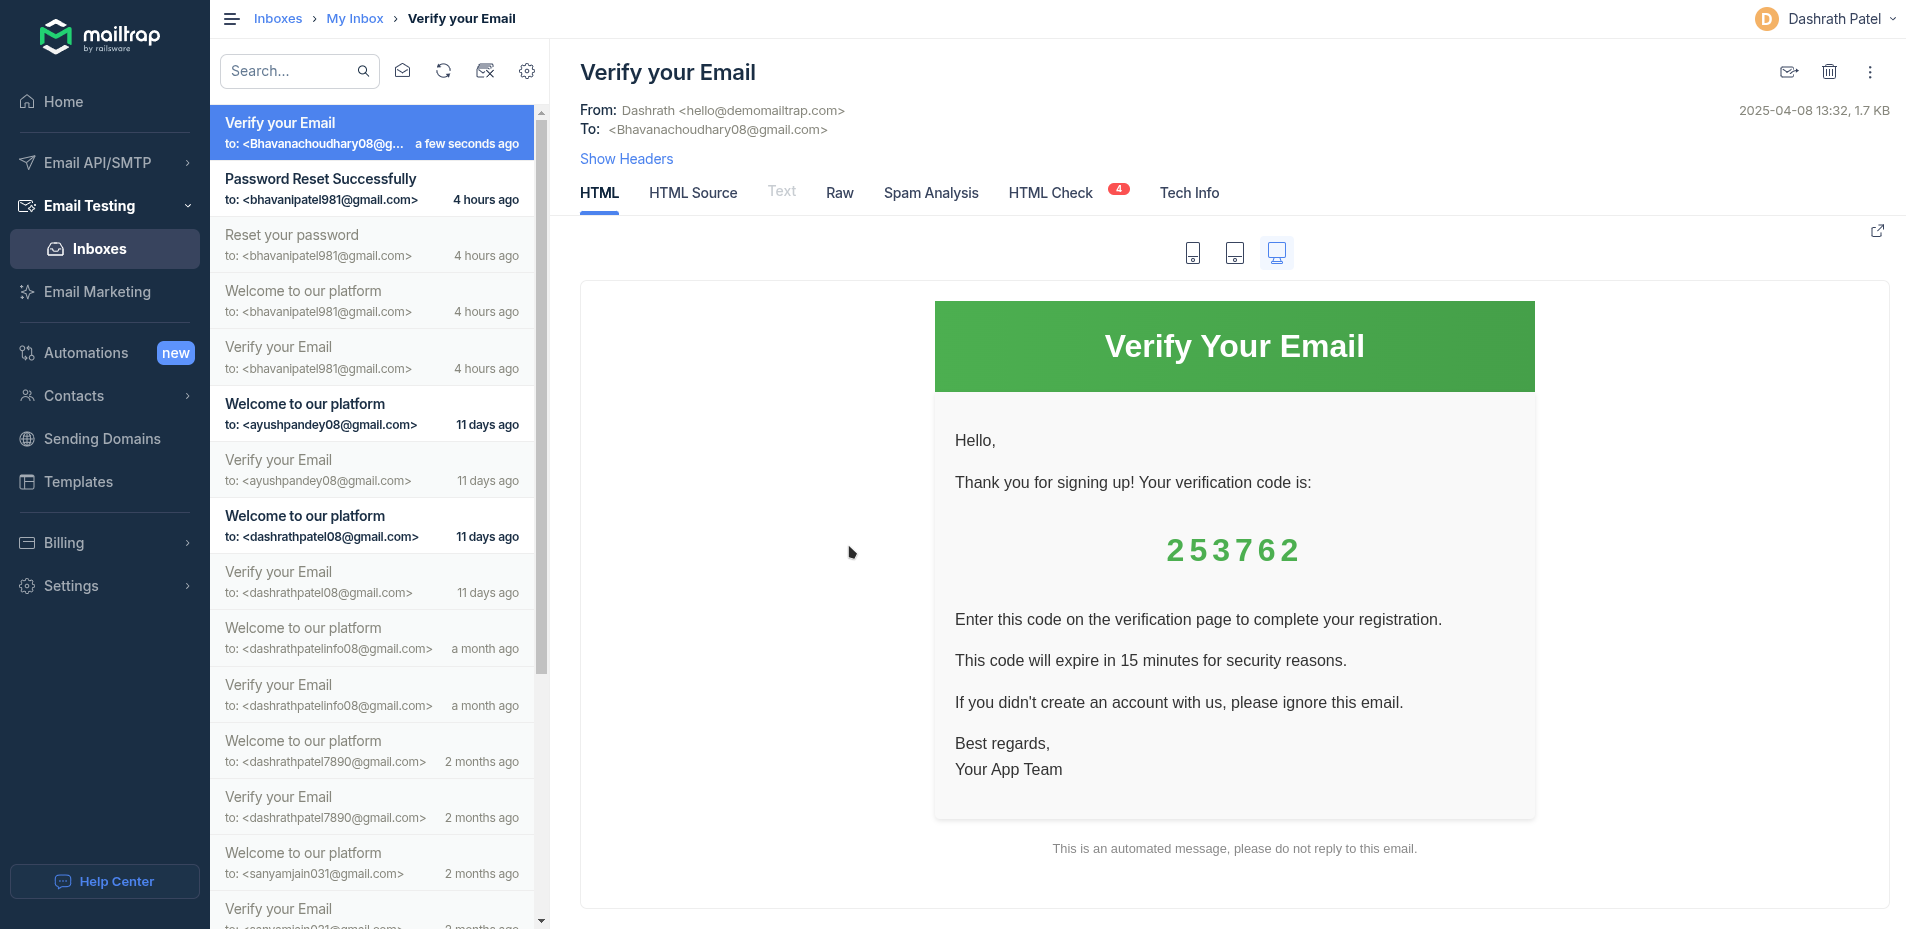 mailtrap
by railsware
Home
Email API/SMTP
Email Testing
Inboxes
Email Marketing
Automations new
Contacts
Sending Domains
Templates
Billing
Settings
Help Center
Inboxes › My Inbox › Verify your Email
D Dashrath Patel
Search...
Verify your Email
to: <Bhavanachoudhary08@g... a few seconds ago
Password Reset Successfully
to: <bhavanipatel981@gmail.com> 4 hours ago
Reset your password
to: <bhavanipatel981@gmail.com> 4 hours ago
Welcome to our platform
to: <bhavanipatel981@gmail.com> 4 hours ago
Verify your Email
to: <bhavanipatel981@gmail.com> 4 hours ago
Welcome to our platform
to: <ayushpandey08@gmail.com> 11 days ago
Verify your Email
to: <ayushpandey08@gmail.com> 11 days ago
Welcome to our platform
to: <dashrathpatel08@gmail.com> 11 days ago
Verify your Email
to: <dashrathpatel08@gmail.com> 11 days ago
Welcome to our platform
to: <dashrathpatelinfo08@gmail.com> a month ago
Verify your Email
to: <dashrathpatelinfo08@gmail.com> a month ago
Welcome to our platform
to: <dashrathpatel7890@gmail.com> 2 months ago
Verify your Email
to: <dashrathpatel7890@gmail.com> 2 months ago
Welcome to our platform
to: <sanyamjain031@gmail.com> 2 months ago
Verify your Email
to: <sanyamjain031@gmail.com> 2 months ago
Verify your Email
From: Dashrath <hello@demomailtrap.com>
2025-04-08 13:32, 1.7 KB
To: <Bhavanachoudhary08@gmail.com>
Show Headers
HTML HTML Source Text Raw Spam Analysis HTML Check 4 Tech Info
Verify Your Email
Hello,
Thank you for signing up! Your verification code is:
253762
Enter this code on the verification page to complete your registration.
This code will expire in 15 minutes for security reasons.
If you didn't create an account with us, please ignore this email.
Best regards,
Your App Team
This is an automated message, please do not reply to this email.